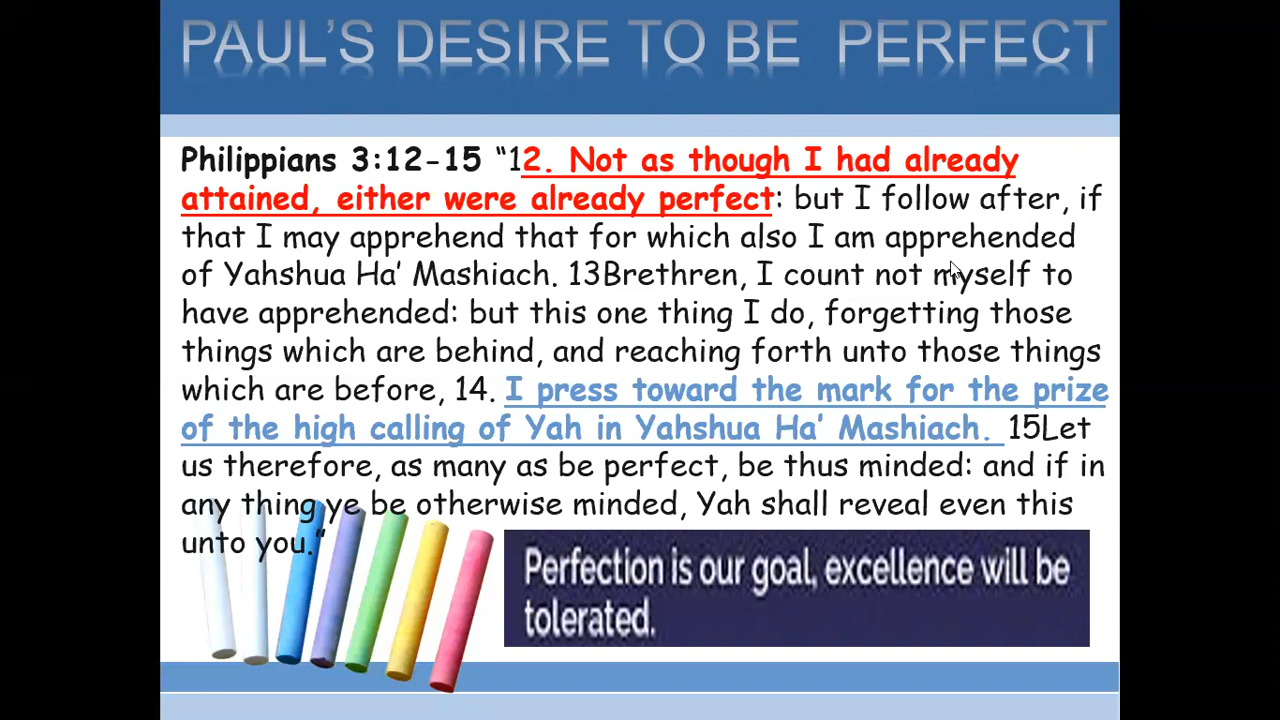 PAUL'S DESIRE TO BE PERFECT
Philippians 3:12-15 “12. Not as though I had already
attained, either were already perfect: but I follow after, if
that I may apprehend that for which also I am apprehended
of Yahshua Ha’ Mashiach. 13Brethren, I count not myself to
have apprehended: but this one thing I do, forgetting those
things which are behind, and reaching forth unto those things
which are before, 14. I press toward the mark for the prize
of the high calling of Yah in Yahshua Ha’ Mashiach. 15Let
us therefore, as many as be perfect, be thus minded: and if in
any thing ye be otherwise minded, Yah shall reveal even this
unto you.”
Perfection is our goal, excellence will be
tolerated.